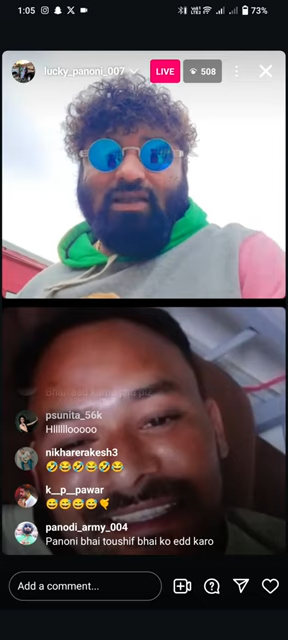 1:05
73%
lucky_panoni_007
LIVE
508
psunita_56k
HIllllllooooo
nikharerakesh3
🤣😂🤣😂🤣😂
k__p__pawar
😅😅😅😅🤙
panodi_army_004
Panoni bhai toushif bhai ko edd karo
Add a comment...